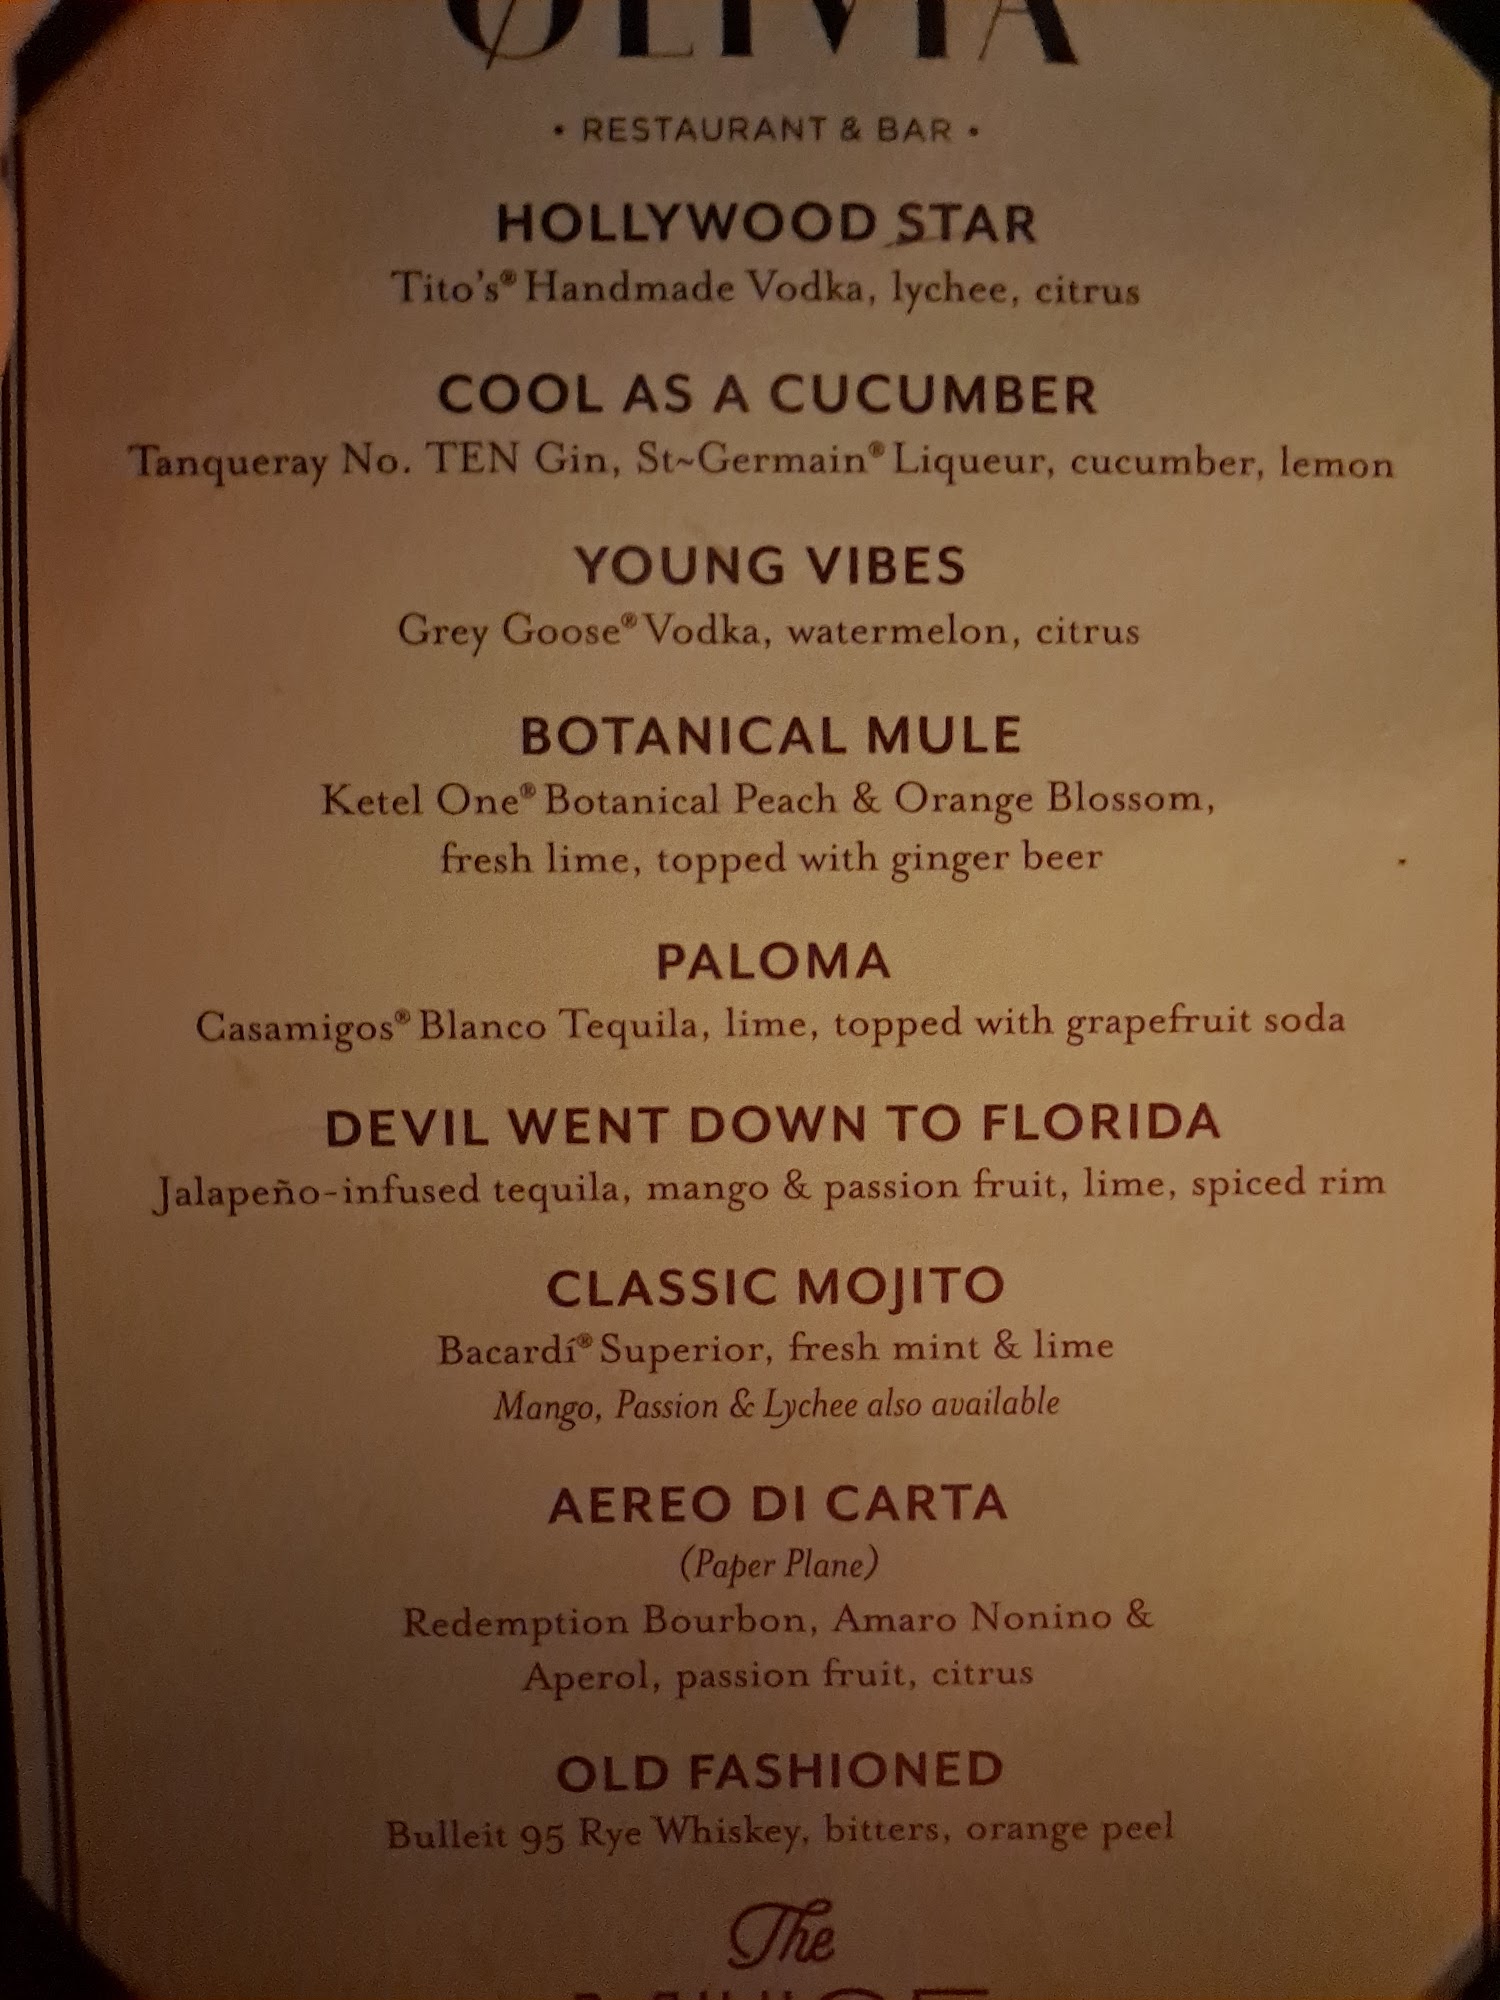 ØLIVIA
• RESTAURANT & BAR •
HOLLYWOOD STAR
Tito's® Handmade Vodka, lychee, citrus
COOL AS A CUCUMBER
Tanqueray No. TEN Gin, St~Germain® Liqueur, cucumber, lemon
YOUNG VIBES
Grey Goose® Vodka, watermelon, citrus
BOTANICAL MULE
Ketel One® Botanical Peach & Orange Blossom,
fresh lime, topped with ginger beer
PALOMA
Casamigos® Blanco Tequila, lime, topped with grapefruit soda
DEVIL WENT DOWN TO FLORIDA
Jalapeño-infused tequila, mango & passion fruit, lime, spiced rim
CLASSIC MOJITO
Bacardí® Superior, fresh mint & lime
Mango, Passion & Lychee also available
AEREO DI CARTA
(Paper Plane)
Redemption Bourbon, Amaro Nonino &
Aperol, passion fruit, citrus
OLD FASHIONED
Bulleit 95 Rye Whiskey, bitters, orange peel
The